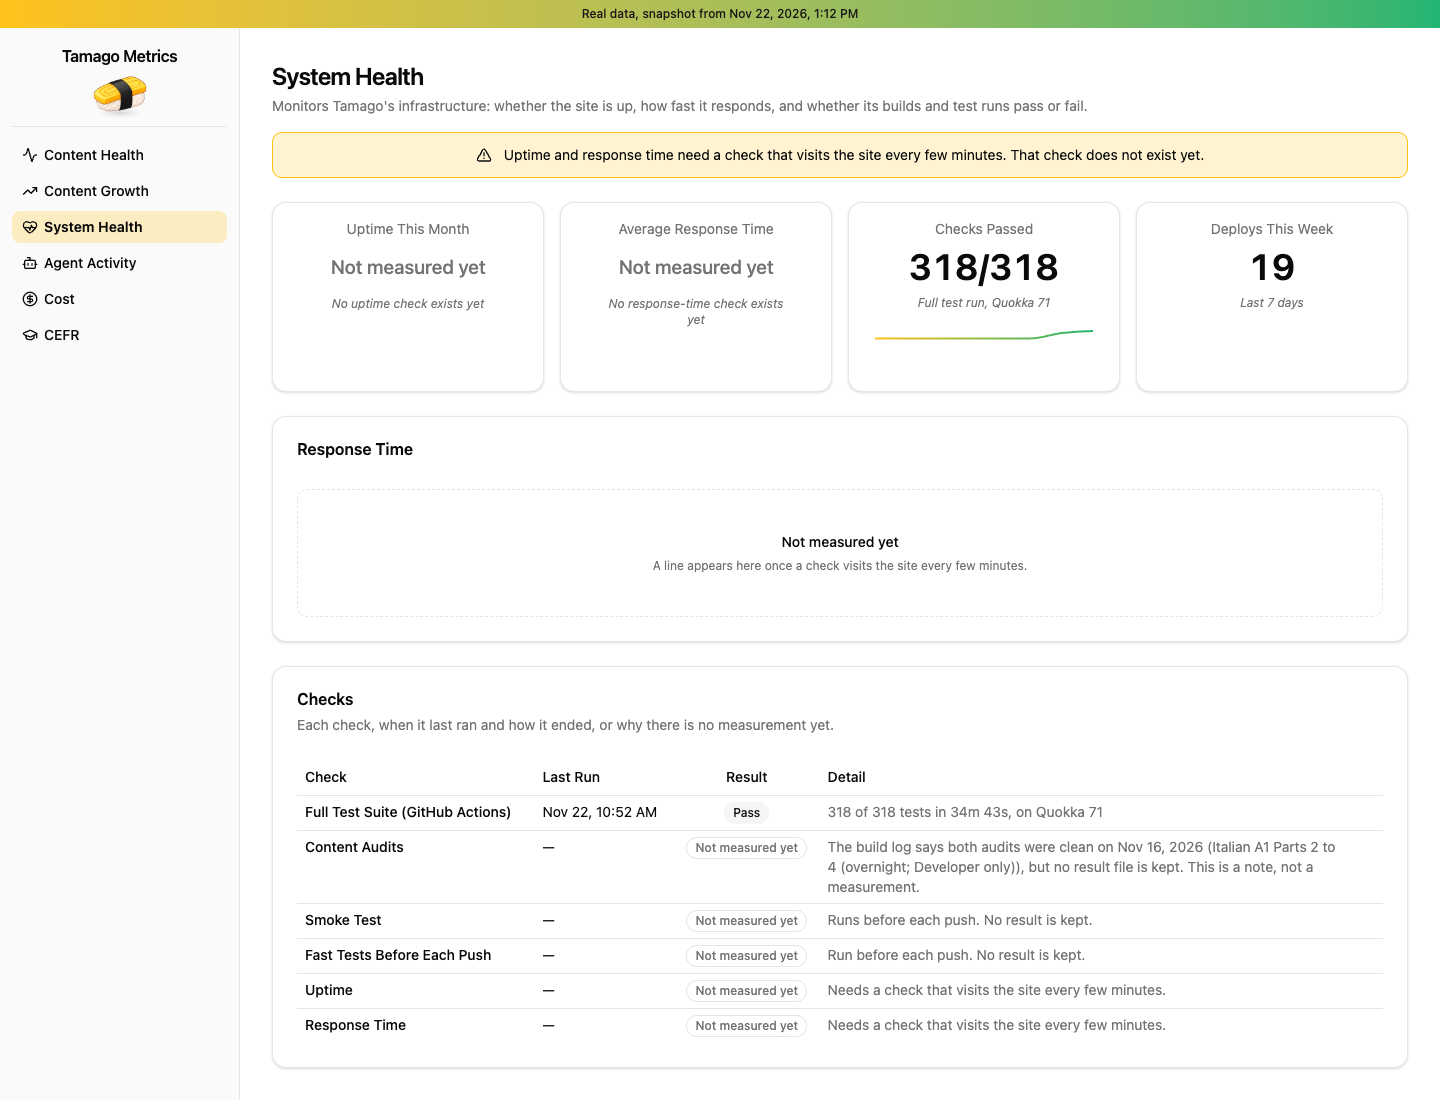 Real data, snapshot from Nov 22, 2026, 1:12 PM
Tamago Metrics
Content Health
Content Growth
System Health
Agent Activity
Cost
CEFR
System Health
Monitors Tamago's infrastructure: whether the site is up, how fast it responds, and whether its builds and test runs pass or fail.
Uptime and response time need a check that visits the site every few minutes. That check does not exist yet.
Uptime This Month
Not measured yet
No uptime check exists yet
Average Response Time
Not measured yet
No response-time check exists
yet
Checks Passed
318/318
Full test run, Quokka 71
Deploys This Week
19
Last 7 days
Response Time
Not measured yet
A line appears here once a check visits the site every few minutes.
Checks
Each check, when it last ran and how it ended, or why there is no measurement yet.
Check Last Run Result Detail
Full Test Suite (GitHub Actions) Nov 22, 10:52 AM Pass 318 of 318 tests in 34m 43s, on Quokka 71
Content Audits — Not measured yet The build log says both audits were clean on Nov 16, 2026 (Italian A1 Parts 2 to
4 (overnight; Developer only)), but no result file is kept. This is a note, not a
measurement.
Smoke Test — Not measured yet Runs before each push. No result is kept.
Fast Tests Before Each Push — Not measured yet Run before each push. No result is kept.
Uptime — Not measured yet Needs a check that visits the site every few minutes.
Response Time — Not measured yet Needs a check that visits the site every few minutes.